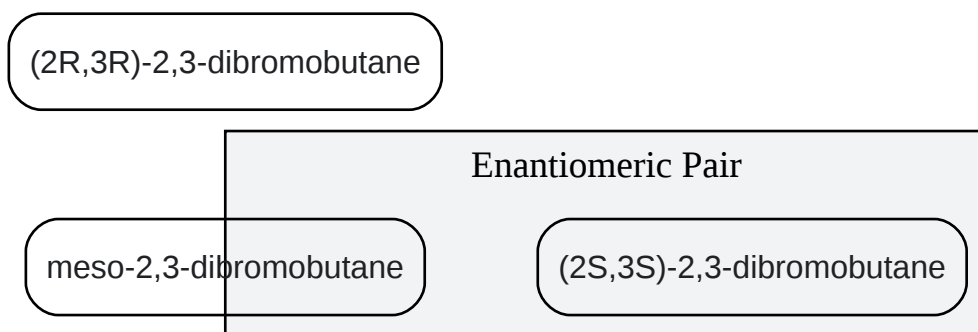 (2R,3R)-2,3-dibromobutane
Enantiomeric Pair
meso-2,3-dibromobutane
(2S,3S)-2,3-dibromobutane